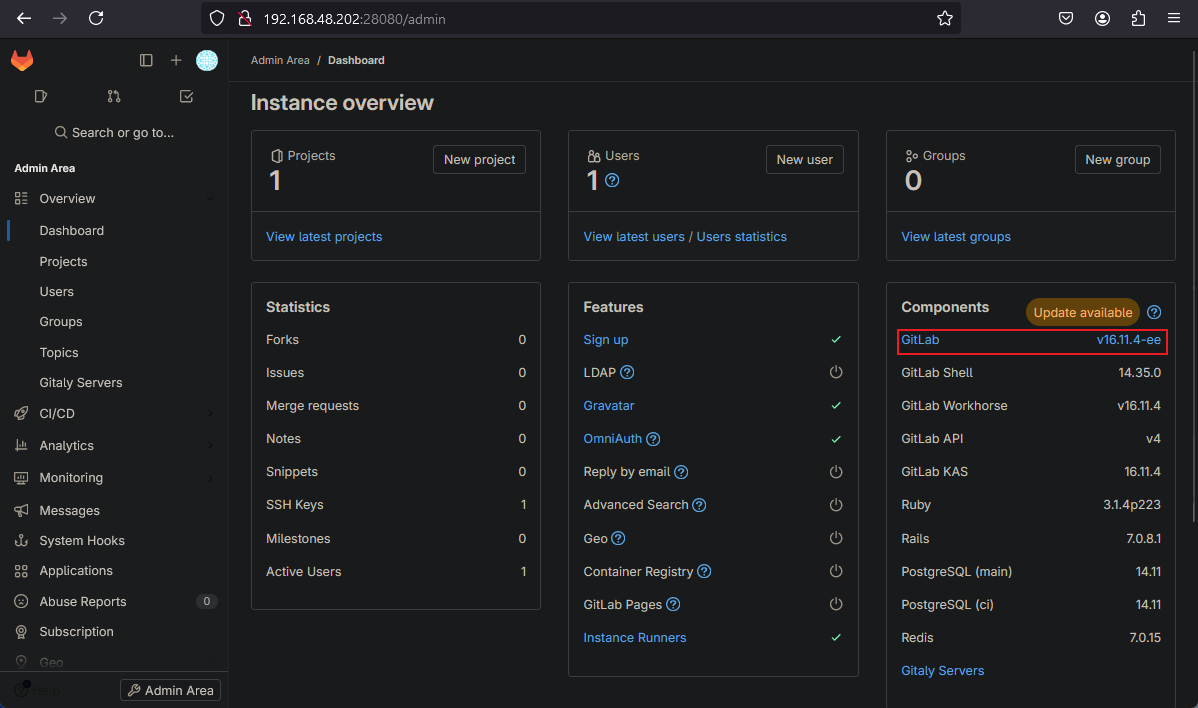 192.168.48.202:28080/admin
Admin Area / Dashboard
Search or go to...
Admin Area
Overview
Dashboard
Projects
Users
Groups
Topics
Gitaly Servers
CI/CD
Analytics
Monitoring
Messages
System Hooks
Applications
Abuse Reports 0
Subscription
Geo
Help
Admin Area
Instance overview
Projects
1
New project
View latest projects
Users
1
New user
View latest users / Users statistics
Groups
0
New group
View latest groups
Statistics
Forks 0
Issues 0
Merge requests 0
Notes 0
Snippets 0
SSH Keys 1
Milestones 0
Active Users 1
Features
Sign up
LDAP
Gravatar
OmniAuth
Reply by email
Advanced Search
Geo
Container Registry
GitLab Pages
Instance Runners
Components Update available
GitLab v16.11.4-ee
GitLab Shell 14.35.0
GitLab Workhorse v16.11.4
GitLab API v4
GitLab KAS 16.11.4
Ruby 3.1.4p223
Rails 7.0.8.1
PostgreSQL (main) 14.11
PostgreSQL (ci) 14.11
Redis 7.0.15
Gitaly Servers